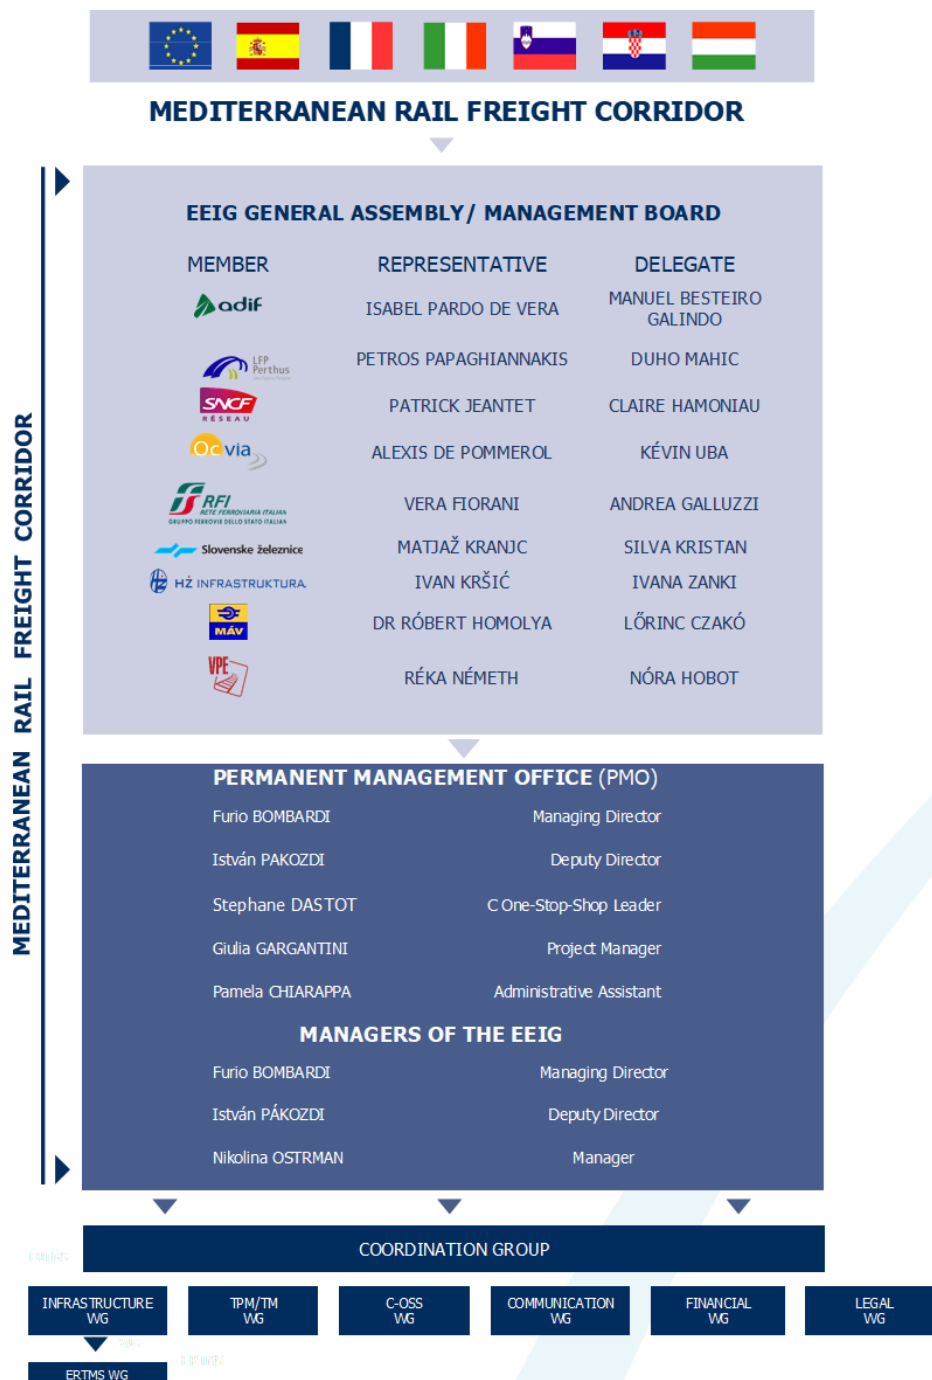 MEDITERRANEAN RAIL FREIGHT CORRIDOR
MEDITERRANEAN RAIL FREIGHT CORRIDOR
EEIG GENERAL ASSEMBLY/ MANAGEMENT BOARD
MEMBER REPRESENTATIVE DELEGATE
adif ISABEL PARDO DE VERA MANUEL BESTEIRO
GALINDO
LFP
Perthus PETROS PAPAGHIANNAKIS DUHO MAHIC
SNCF
RÉSEAU PATRICK JEANTET CLAIRE HAMONIAU
Oc via ALEXIS DE POMMEROL KÉVIN UBA
RFI
RETE FERROVIARIA ITALIANA
GRUPPO FERROVIE DELLO STATO ITALIANE VERA FIORANI ANDREA GALLUZZI
Slovenske železnice MATJAŽ KRANJC SILVA KRISTAN
HŽ INFRASTRUKTURA IVAN KRŠIĆ IVANA ZANKI
MÁV DR RÓBERT HOMOLYA LŐRINC CZAKÓ
VPE RÉKA NÉMETH NÓRA HOBOT
PERMANENT MANAGEMENT OFFICE (PMO)
Furio BOMBARDI Managing Director
István PAKOZDI Deputy Director
Stephane DASTOT C One-Stop-Shop Leader
Giulia GARGANTINI Project Manager
Pamela CHIARAPPA Administrative Assistant
MANAGERS OF THE EEIG
Furio BOMBARDI Managing Director
István PÁKOZDI Deputy Director
Nikolina OSTRMAN Manager
COORDINATION GROUP
INFRASTRUCTURE
WG
TPM/TM
WG
C-OSS
WG
COMMUNICATION
WG
FINANCIAL
WG
LEGAL
WG
ERTMS WG